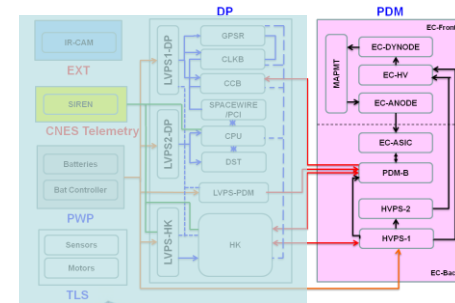 DP
PDM
IR-CAM
EXT
SIREN
CNES Telemetry
Batteries
Bat Controller
PWP
Sensors
Motors
TLS
LVPS1-DP
LVPS2-DP
LVPS-HK
GPSR
CLKB
CCB
SPACEWIRE
/PCI
CPU
DST
LVPS-PDM
HK
EC-Front
MAPMT
EC-DYNODE
EC-HV
EC-ANODE
EC-ASIC
PDM-B
HVPS-2
HVPS-1
EC-Back